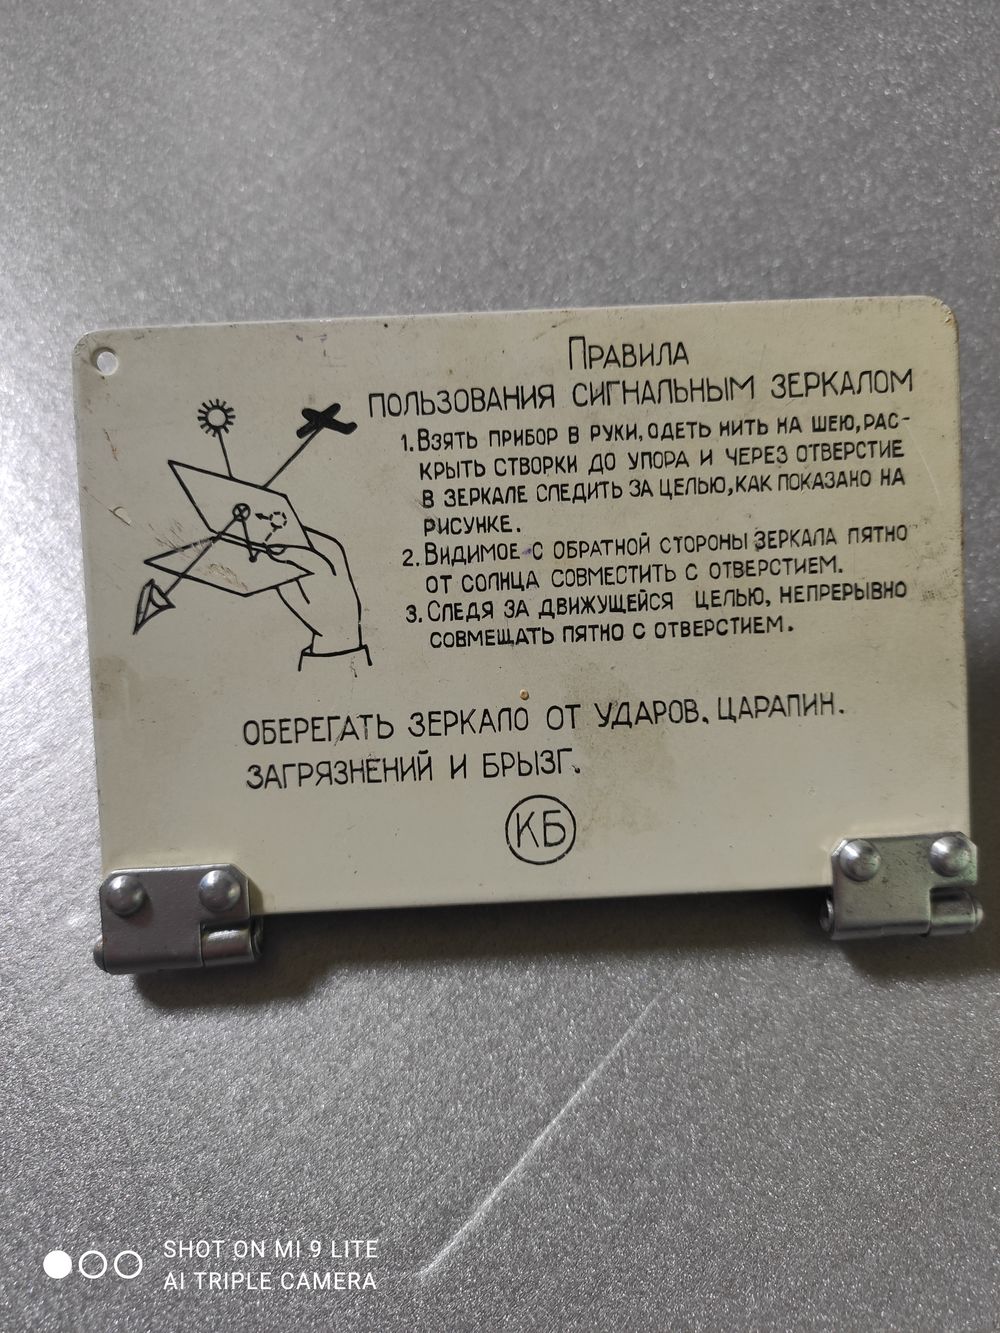 Правила
пользования сигнальным зеркалом
1. Взять прибор в руки, одеть нить на шею, рас-
крыть створки до упора и через отверстие
в зеркале следить за целью, как показано на
рисунке.
2. Видимое с обратной стороны зеркала пятно
от солнца совместить с отверстием.
3. Следя за движущейся целью, непрерывно
совмещать пятно с отверстием.
ОБЕРЕГАТЬ ЗЕРКАЛО ОТ УДАРОВ. ЦАРАПИН.
ЗАГРЯЗНЕНИЙ И БРЫЗГ.
КБ
SHOT ON MI 9 LITE
AI TRIPLE CAMERA